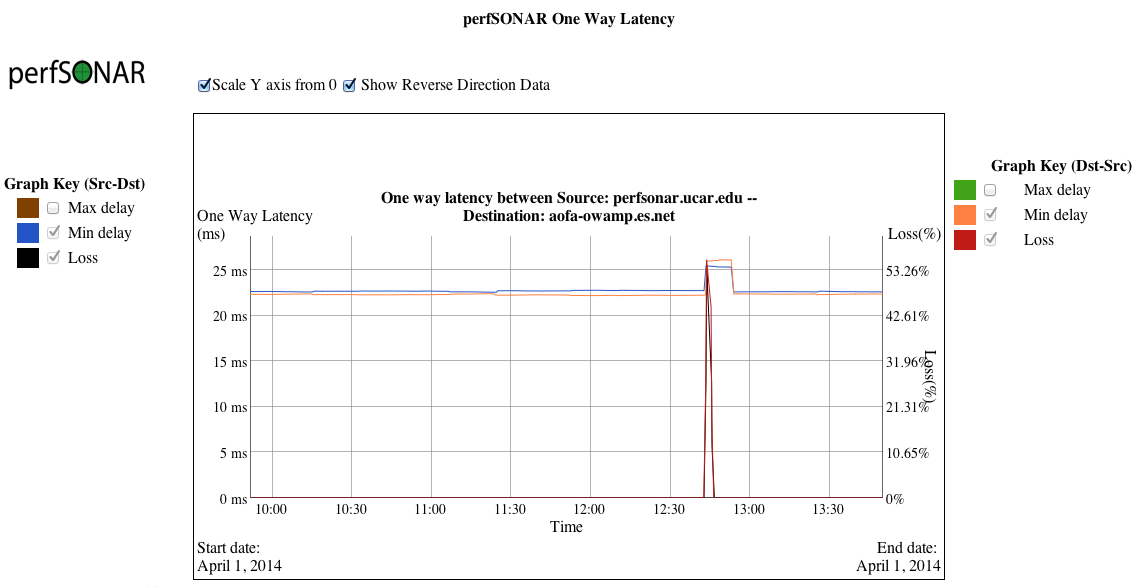 perfSONAR One Way Latency
perfSONAR
Scale Y axis from 0 Show Reverse Direction Data
Graph Key (Src-Dst)
Max delay
Min delay
Loss
Graph Key (Dst-Src)
Max delay
Min delay
Loss
One way latency between Source: perfsonar.ucar.edu --
Destination: aofa-owamp.es.net
One Way Latency
(ms)
Loss(%)
25 ms
20 ms
15 ms
10 ms
5 ms
0 ms
53.26%
42.61%
31.96%
21.31%
10.65%
0%
Loss(%)
10:00 10:30 11:00 11:30 12:00 12:30 13:00 13:30
Time
Start date:
April 1, 2014
End date:
April 1, 2014